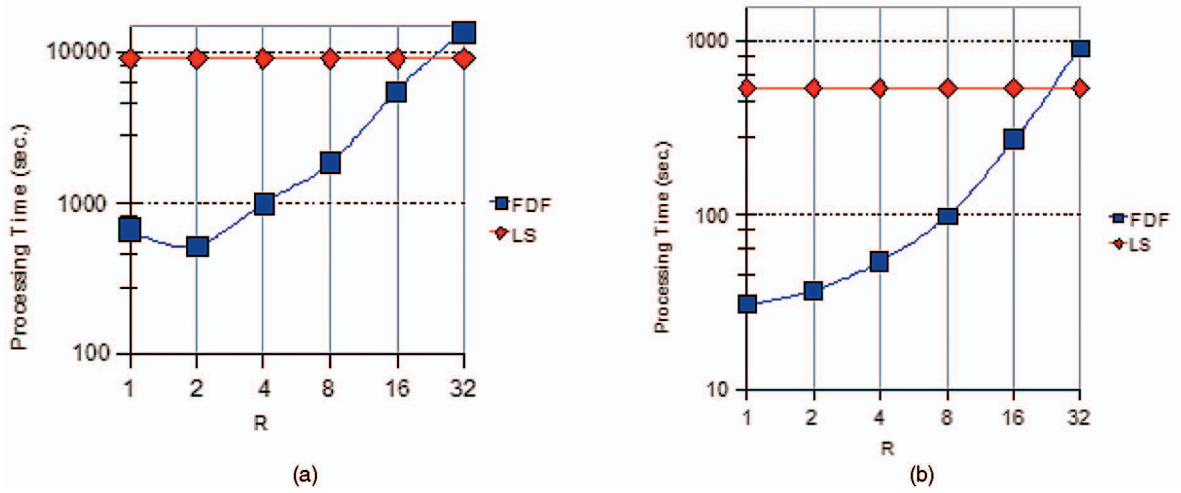 Processing Time (sec.)
10000
1000
100
1 2 4 8 16 32
R
FDF
LS
(a)
Processing Time (sec.)
1000
100
10
1 2 4 8 16 32
R
FDF
LS
(b)